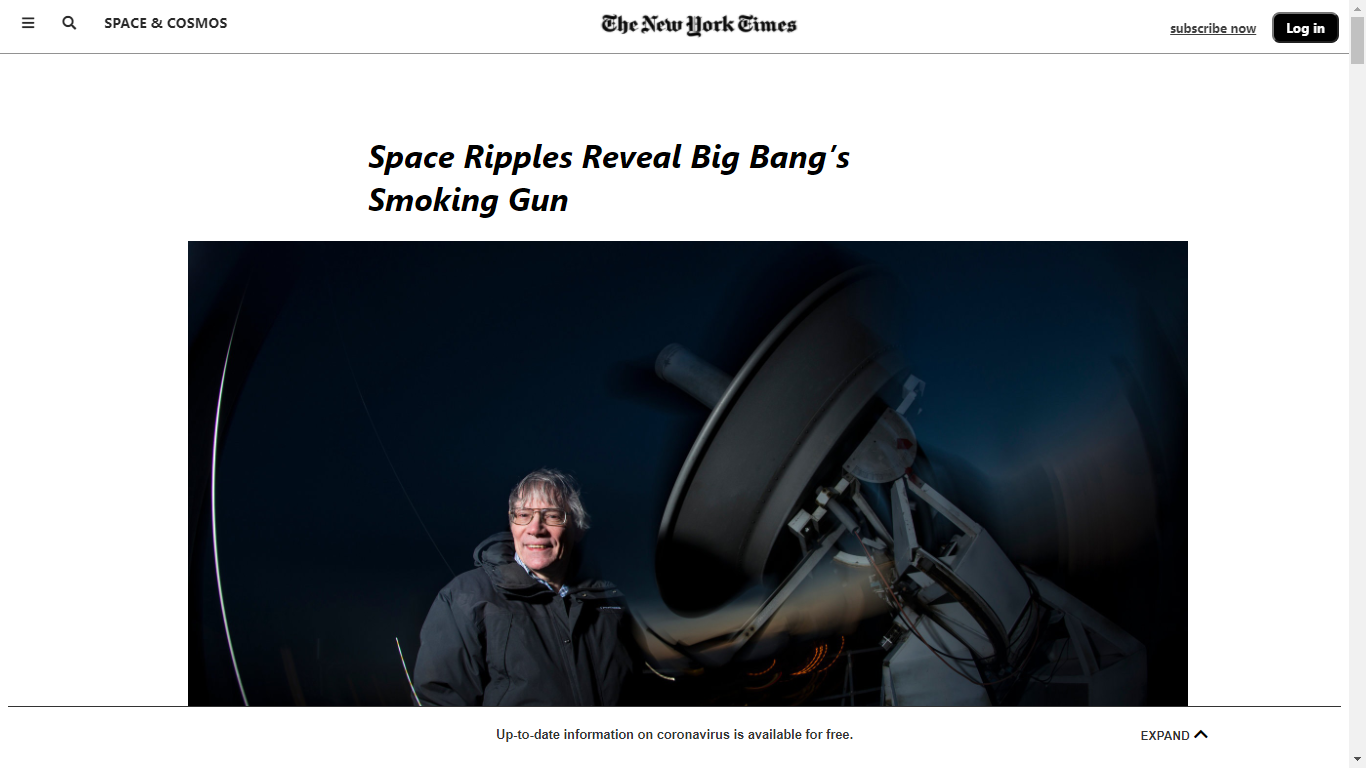 SPACE & COSMOS
The New York Times
subscribe now
Log in
Space Ripples Reveal Big Bang’s
Smoking Gun
Up-to-date information on coronavirus is available for free.
EXPAND